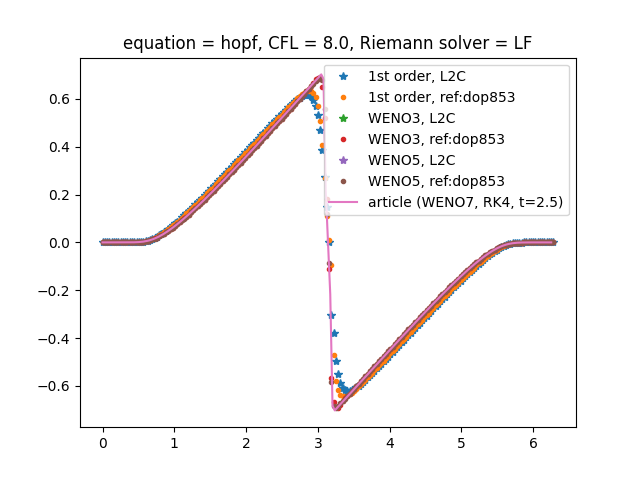 equation = hopf, CFL = 8.0, Riemann solver = LF
0.6
0.4
0.2
0.0
−0.2
−0.4
−0.6
1st order, L2C
1st order, ref:dop853
WENO3, L2C
WENO3, ref:dop853
WENO5, L2C
WENO5, ref:dop853
article (WENO7, RK4, t=2.5)
0 1 2 3 4 5 6